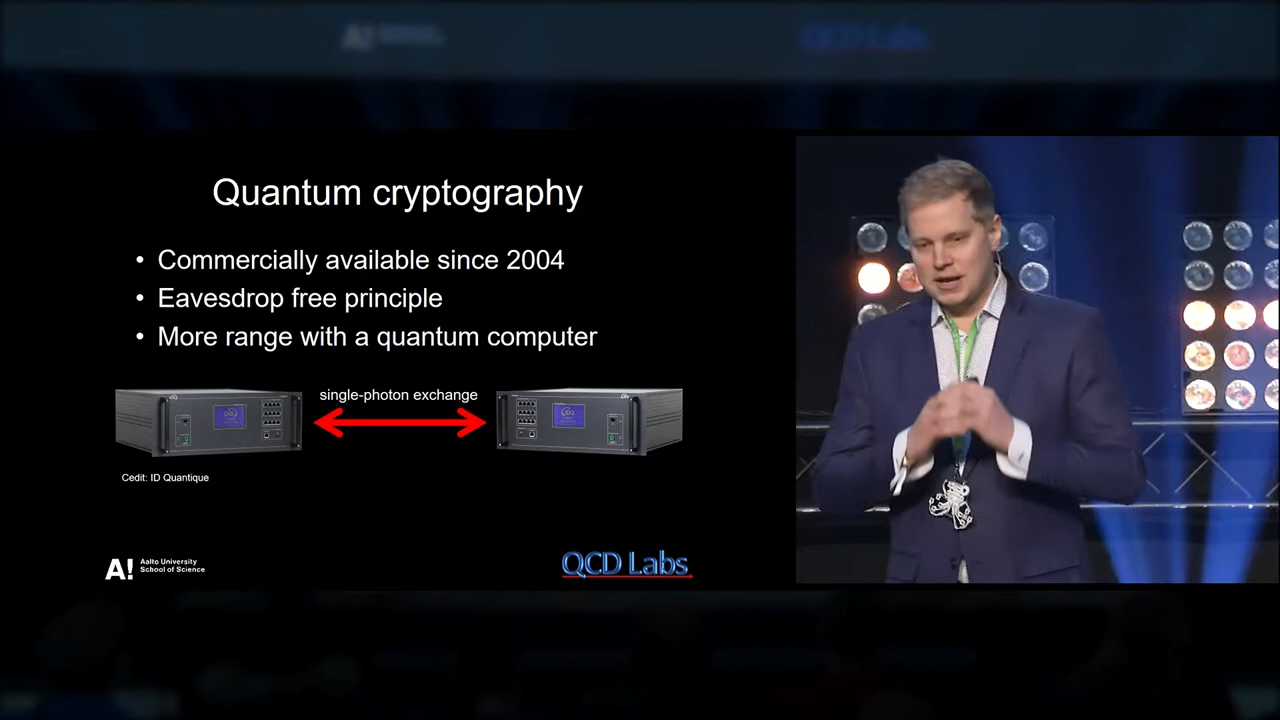 Quantum cryptography
• Commercially available since 2004
• Eavesdrop free principle
• More range with a quantum computer
single-photon exchange
Cedit: ID Quantique
A! Aalto University
School of Science
QCD Labs